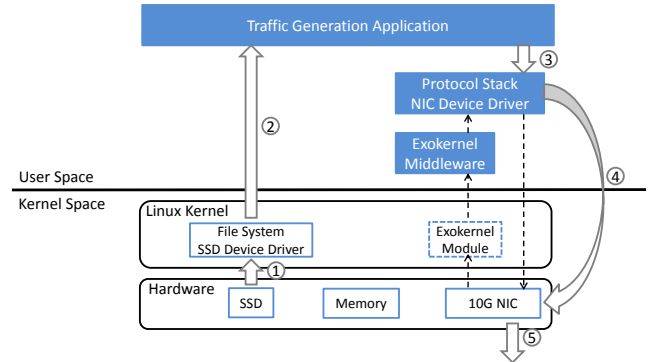 Traffic Generation Application
③
Protocol Stack
NIC Device Driver
②
Exokernel
Middleware
User Space
④
Kernel Space
Linux Kernel
File System
SSD Device Driver
Exokernel
Module
①
Hardware
SSD
Memory
10G NIC
⑤